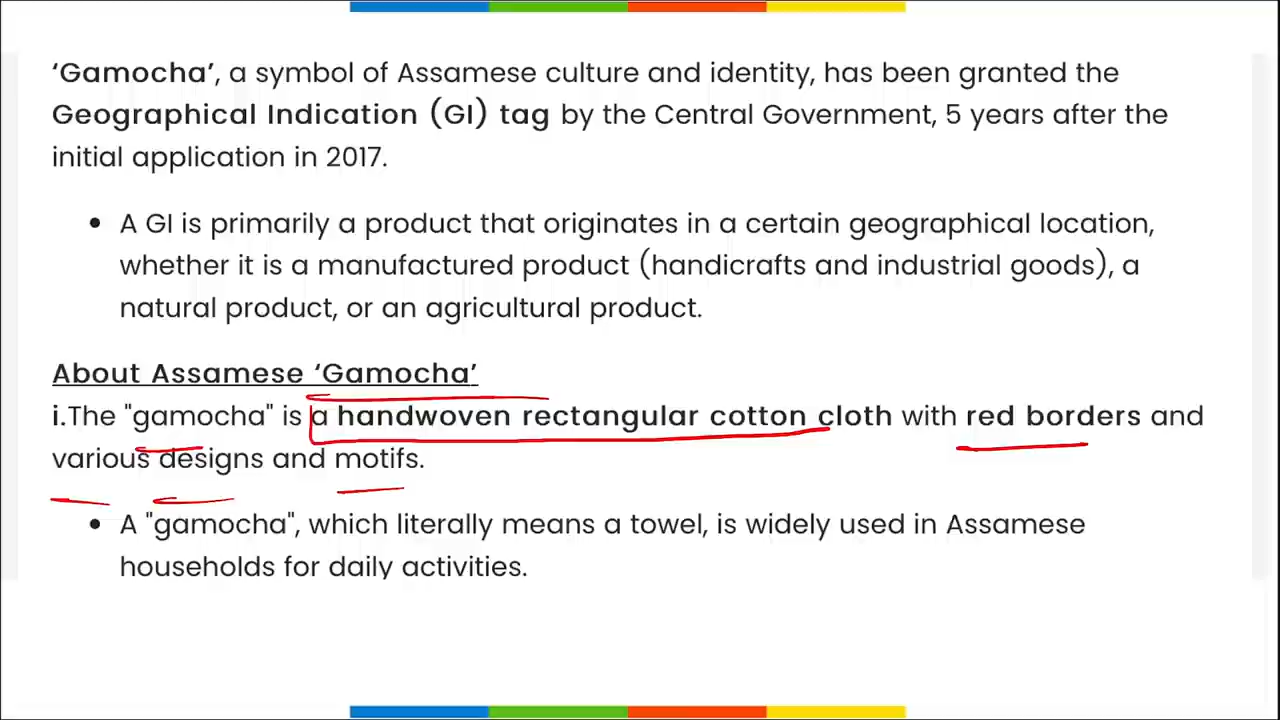 ‘Gamocha’, a symbol of Assamese culture and identity, has been granted the
Geographical Indication (GI) tag by the Central Government, 5 years after the
initial application in 2017.
• A GI is primarily a product that originates in a certain geographical location,
whether it is a manufactured product (handicrafts and industrial goods), a
natural product, or an agricultural product.
About Assamese ‘Gamocha’
i.The "gamocha" is a handwoven rectangular cotton cloth with red borders and
various designs and motifs.
• A "gamocha", which literally means a towel, is widely used in Assamese
households for daily activities.